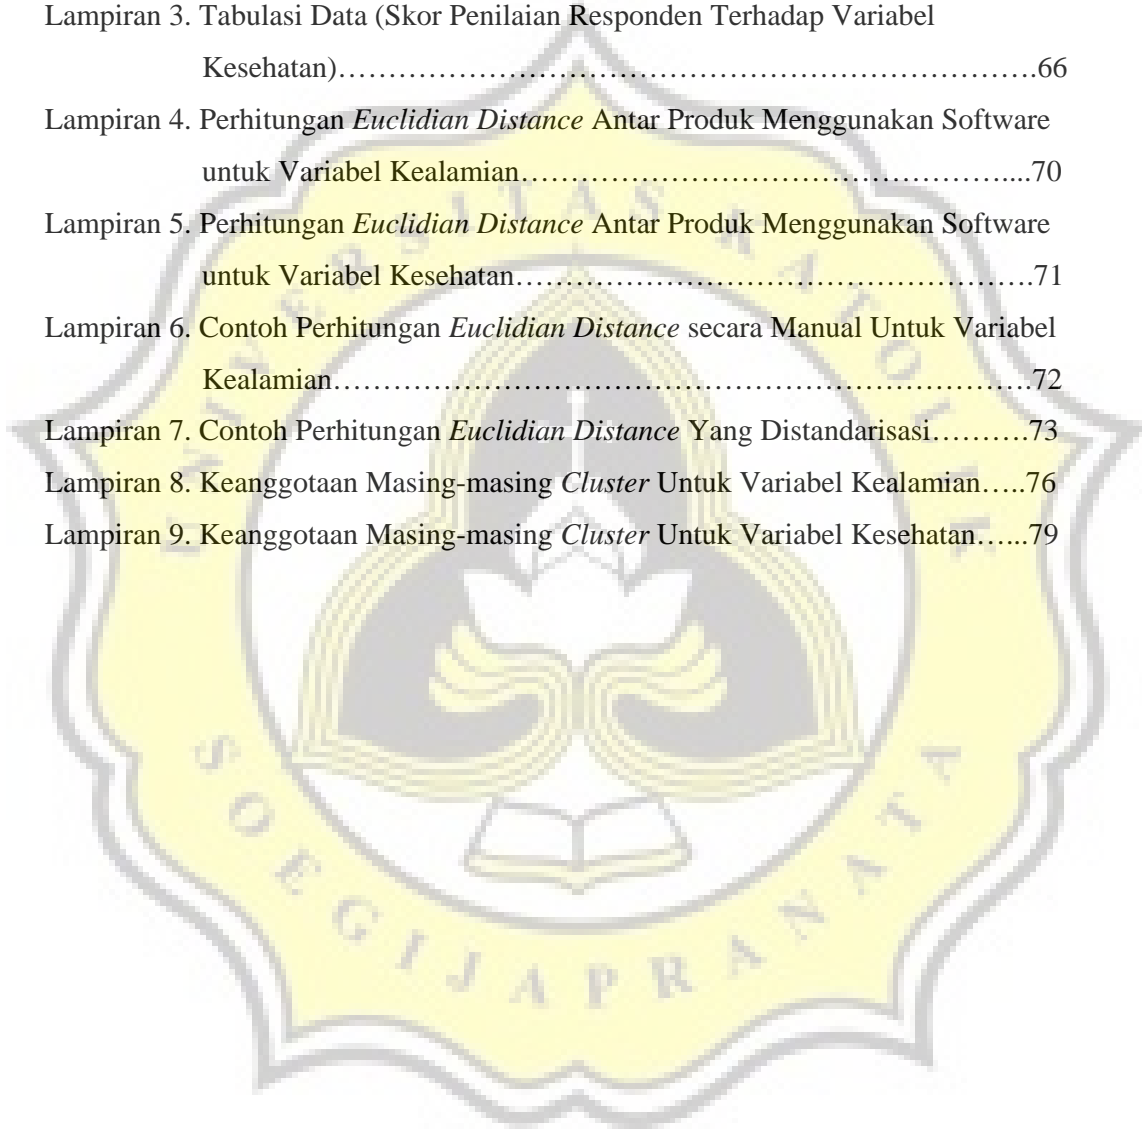 Lampiran 3. Tabulasi Data (Skor Penilaian Responden Terhadap Variabel
Kesehatan)……………………………………………………………………….66
Lampiran 4. Perhitungan Euclidian Distance Antar Produk Menggunakan Software
untuk Variabel Kealamian…………………………………………………....70
Lampiran 5. Perhitungan Euclidian Distance Antar Produk Menggunakan Software
untuk Variabel Kesehatan…………………………………………………….71
Lampiran 6. Contoh Perhitungan Euclidian Distance secara Manual Untuk Variabel
Kealamian……………………………………………………………………….72
Lampiran 7. Contoh Perhitungan Euclidian Distance Yang Distandarisasi……….73
Lampiran 8. Keanggotaan Masing-masing Cluster Untuk Variabel Kealamian…..76
Lampiran 9. Keanggotaan Masing-masing Cluster Untuk Variabel Kesehatan…...79
UNIVERSITAS KATOLIK
SOEGIJAPRANATA